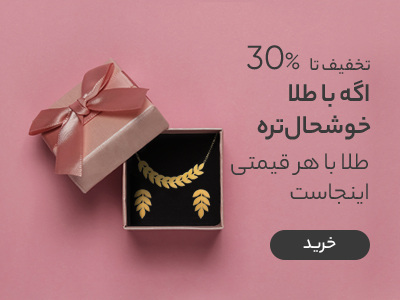 تخفیف تا 30%
اگه با طلا
خوشحال‌تره
طلا با هر قیمتی
اینجاست
خرید